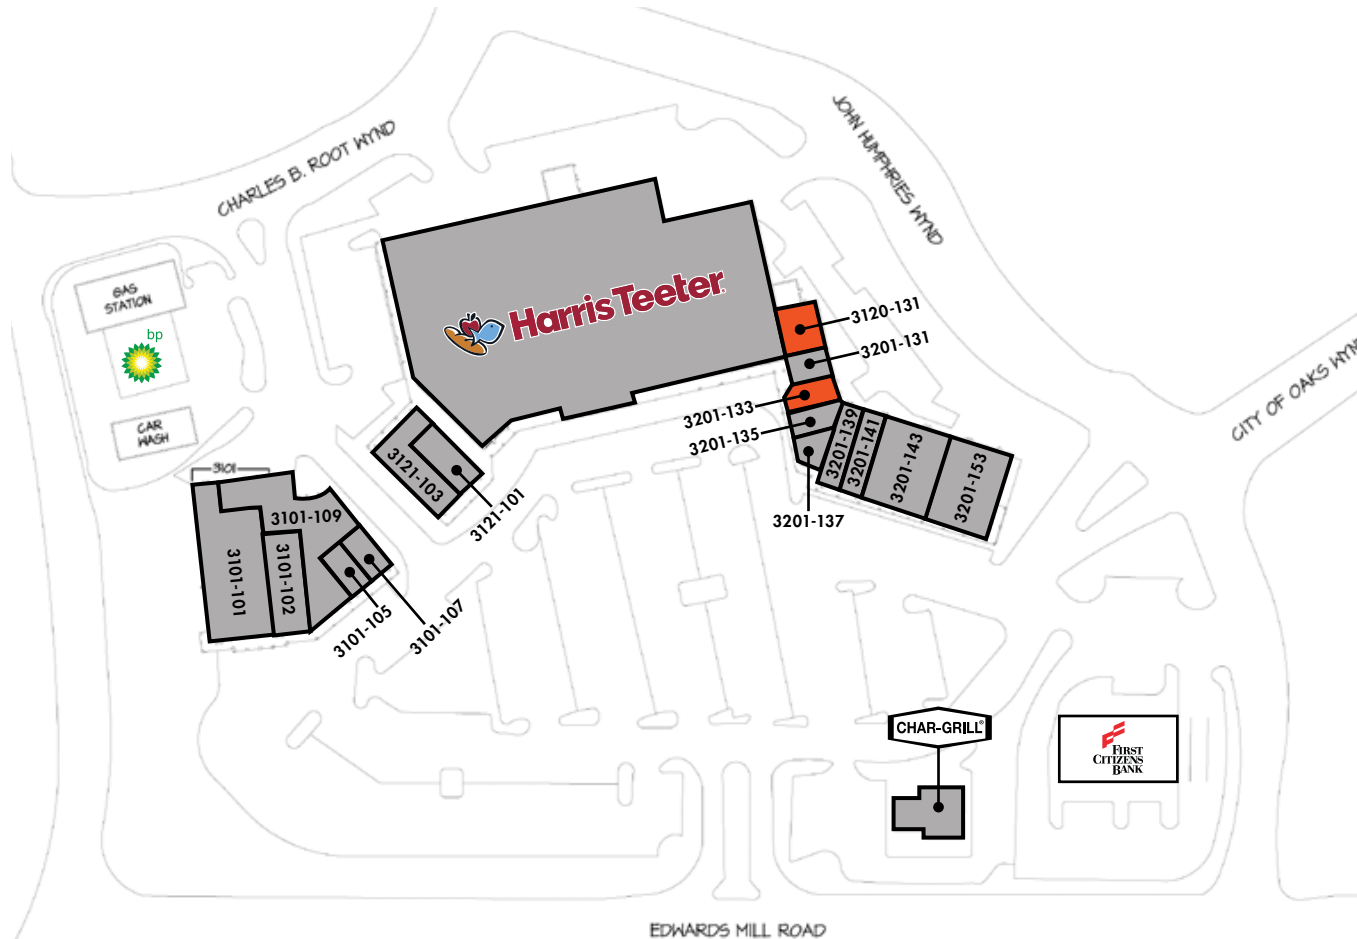 CHARLES B. ROOT WYND
JOHN HUMPHRIES WYND
GAS
STATION
bp
Harris Teeter
3120-131
3201-131
CITY OF OAKS WYND
CAR
WASH
3201-133
3201-135
3201-139
3201-141
3201-143
3201-153
3201-137
3121-103
3121-101
3101
3101-109
3101-101
3101-102
3101-105
3101-107
CHAR-GRILL®
FIRST
CITIZENS
BANK
EDWARDS MILL ROAD